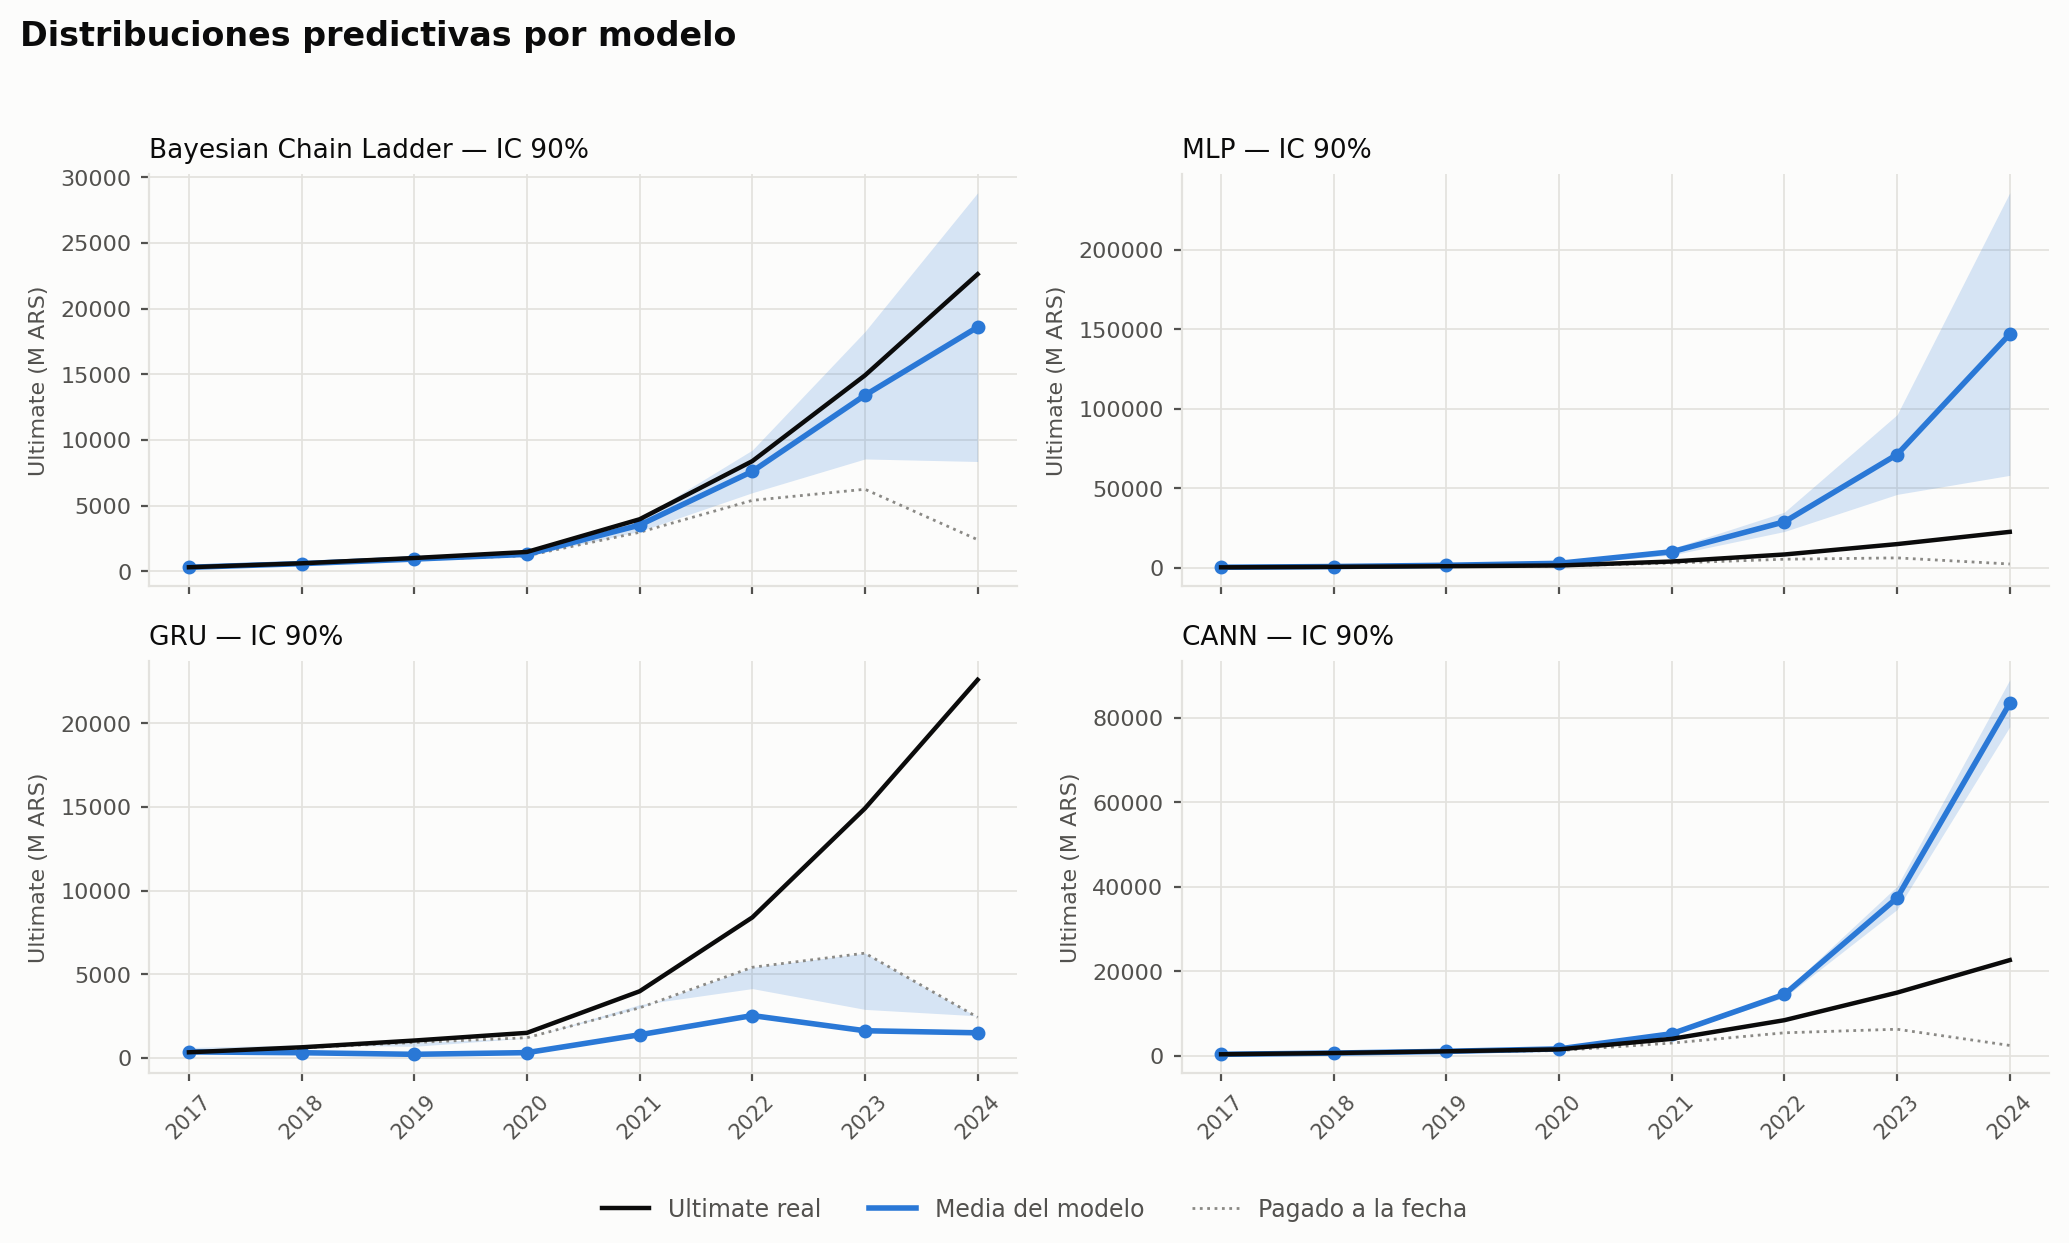 Distribuciones predictivas por modelo
Bayesian Chain Ladder — IC 90%
Ultimate (M ARS)
30000
25000
20000
15000
10000
5000
0
MLP — IC 90%
Ultimate (M ARS)
200000
150000
100000
50000
0
GRU — IC 90%
Ultimate (M ARS)
20000
15000
10000
5000
0
2017 2018 2019 2020 2021 2022 2023 2024
CANN — IC 90%
Ultimate (M ARS)
80000
60000
40000
20000
0
2017 2018 2019 2020 2021 2022 2023 2024
Ultimate real Media del modelo Pagado a la fecha